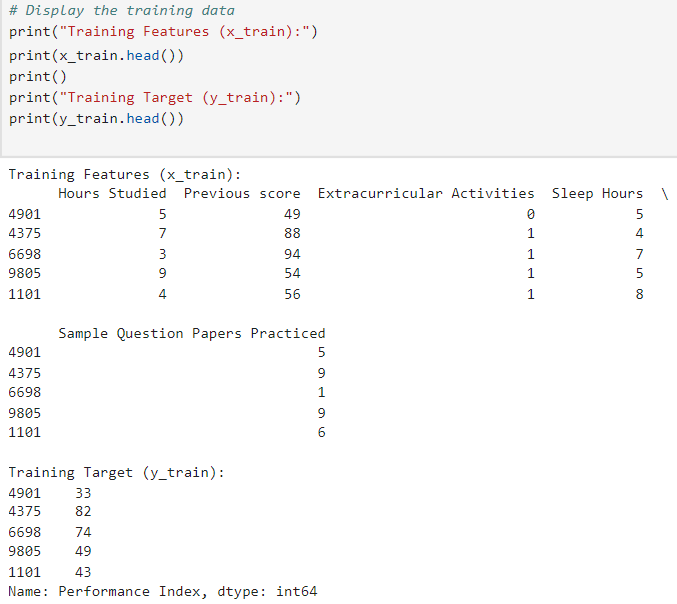 # Display the training data
print("Training Features (x_train):")
print(x_train.head())
print()
print("Training Target (y_train):")
print(y_train.head())
Training Features (x_train):
      Hours Studied  Previous score  Extracurricular Activities  Sleep Hours  \
4901              5              49                           0            5
4375              7              88                           1            4
6698              3              94                           1            7
9805              9              54                           1            5
1101              4              56                           1            8
      Sample Question Papers Practiced
4901                                 5
4375                                 9
6698                                 1
9805                                 9
1101                                 6
Training Target (y_train):
4901    33
4375    82
6698    74
9805    49
1101    43
Name: Performance Index, dtype: int64